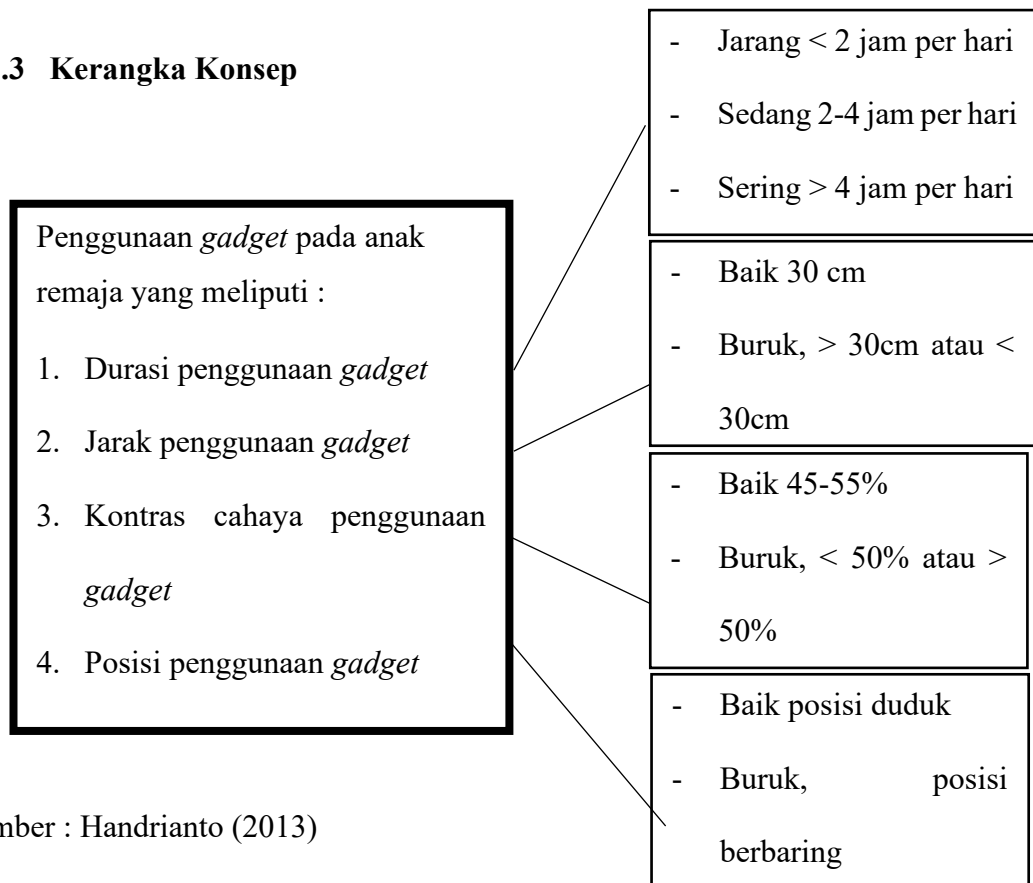 .3 Kerangka Konsep
Penggunaan gadget pada anak
remaja yang meliputi :
1. Durasi penggunaan gadget
2. Jarak penggunaan gadget
3. Kontras cahaya penggunaan
gadget
4. Posisi penggunaan gadget
- Jarang < 2 jam per hari
- Sedang 2-4 jam per hari
- Sering > 4 jam per hari
- Baik 30 cm
- Buruk, > 30cm atau <
30cm
- Baik 45-55%
- Buruk, < 50% atau >
50%
- Baik posisi duduk
- Buruk, posisi
berbaring
mber : Handrianto (2013)